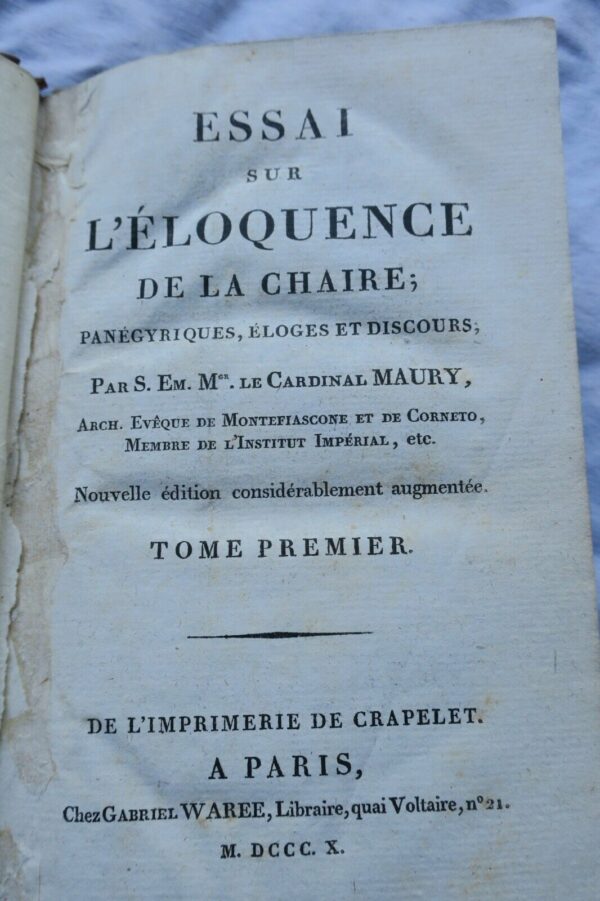 ESSAI
SUR
L'ÉLOQUENCE
DE LA CHAIRE;
PANÉGYRIQUES, ÉLOGES ET DISCOURS;
PAR S. EM. Mgr. LE CARDINAL MAURY,
ARCH. EVÊQUE DE MONTEFIASCONE ET DE CORNETO,
MEMBRE DE L'INSTITUT IMPÉRIAL, etc.
Nouvelle édition considérablement augmentée.
TOME PREMIER.
DE L'IMPRIMERIE DE CRAPELET.
A PARIS,
Chez GABRIEL WAREE, Libraire, quai Voltaire, n° 21.
M. DCCC. X.